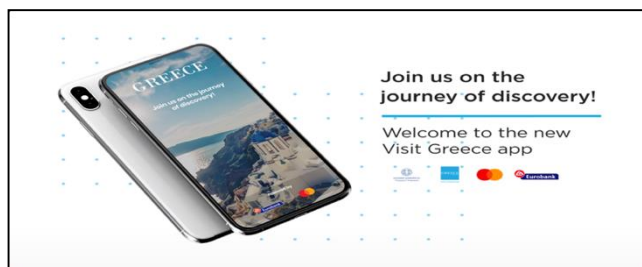 GREECE
Join us on the journey
of discovery!
Eurobank
Join us on the
journey of discovery!
Welcome to the new
Visit Greece app
Eurobank